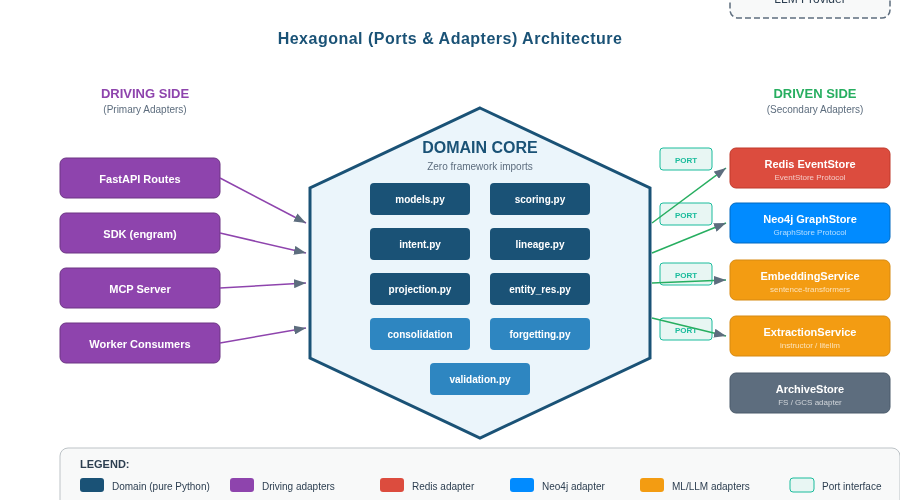 LLM Provider
Hexagonal (Ports & Adapters) Architecture
DRIVING SIDE
(Primary Adapters)
DRIVEN SIDE
(Secondary Adapters)
FastAPI Routes
SDK (engram)
MCP Server
Worker Consumers
DOMAIN CORE
Zero framework imports
models.py
scoring.py
intent.py
lineage.py
projection.py
entity_res.py
consolidation
forgetting.py
validation.py
PORT
PORT
PORT
PORT
Redis EventStore
EventStore Protocol
Neo4j GraphStore
GraphStore Protocol
EmbeddingService
sentence-transformers
ExtractionService
Instructor / litellm
ArchiveStore
FS / GCS adapter
LEGEND:
Domain (pure Python)
Driving adapters
Redis adapter
Neo4j adapter
ML/LLM adapters
Port interface